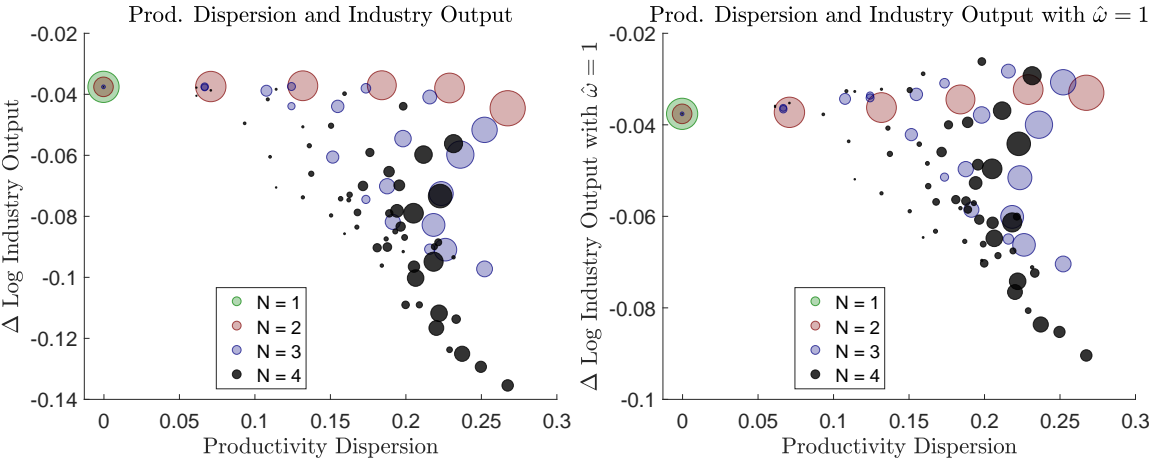 Prod. Dispersion and Industry Output
-0.02
-0.04
-0.06
-0.08
-0.1
-0.12
-0.14
Δ Log Industry Output
0
0.05
0.1
0.15
0.2
0.25
0.3
Productivity Dispersion
N = 1
N = 2
N = 3
N = 4
Prod. Dispersion and Industry Output with ω̂ = 1
-0.02
-0.04
-0.06
-0.08
-0.1
Δ Log Industry Output with ω̂ = 1
0
0.05
0.1
0.15
0.2
0.25
0.3
Productivity Dispersion
N = 1
N = 2
N = 3
N = 4